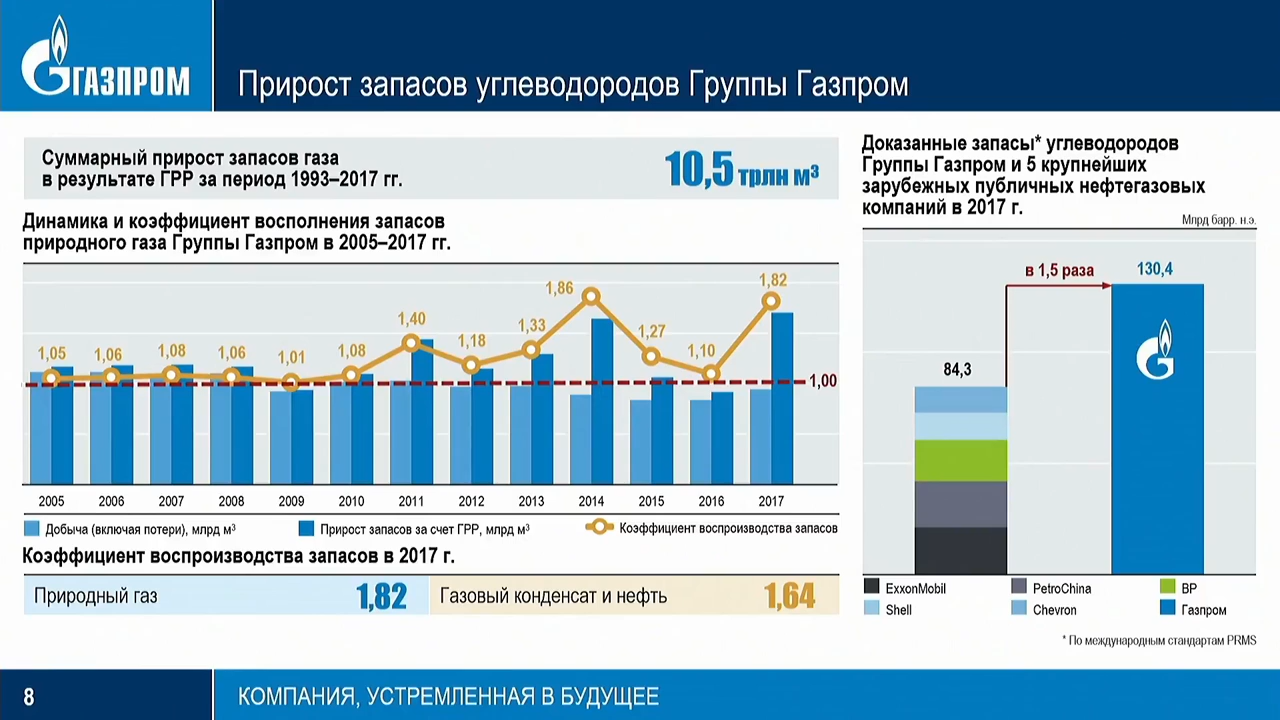 ГАЗПРОМ
Прирост запасов углеводородов Группы Газпром
Суммарный прирост запасов газа
в результате ГРР за период 1993–2017 гг.
10,5 трлн м³
Динамика и коэффициент восполнения запасов
природного газа Группы Газпром в 2005–2017 гг.
1,05 1,06 1,08 1,06 1,01 1,08 1,40 1,18 1,33 1,86 1,27 1,10 1,82
1,00
2005 2006 2007 2008 2009 2010 2011 2012 2013 2014 2015 2016 2017
Добыча (включая потери), млрд м³ Прирост запасов за счет ГРР, млрд м³ Коэффициент воспроизводства запасов
Коэффициент воспроизводства запасов в 2017 г.
Природный газ 1,82 Газовый конденсат и нефть 1,64
Доказанные запасы* углеводородов
Группы Газпром и 5 крупнейших
зарубежных публичных нефтегазовых
компаний в 2017 г.
Млрд барр. н.э.
в 1,5 раза 130,4
84,3
ExxonMobil PetroChina BP
Shell Chevron Газпром
* По международным стандартам PRMS
8 КОМПАНИЯ, УСТРЕМЛЕННАЯ В БУДУЩЕЕ